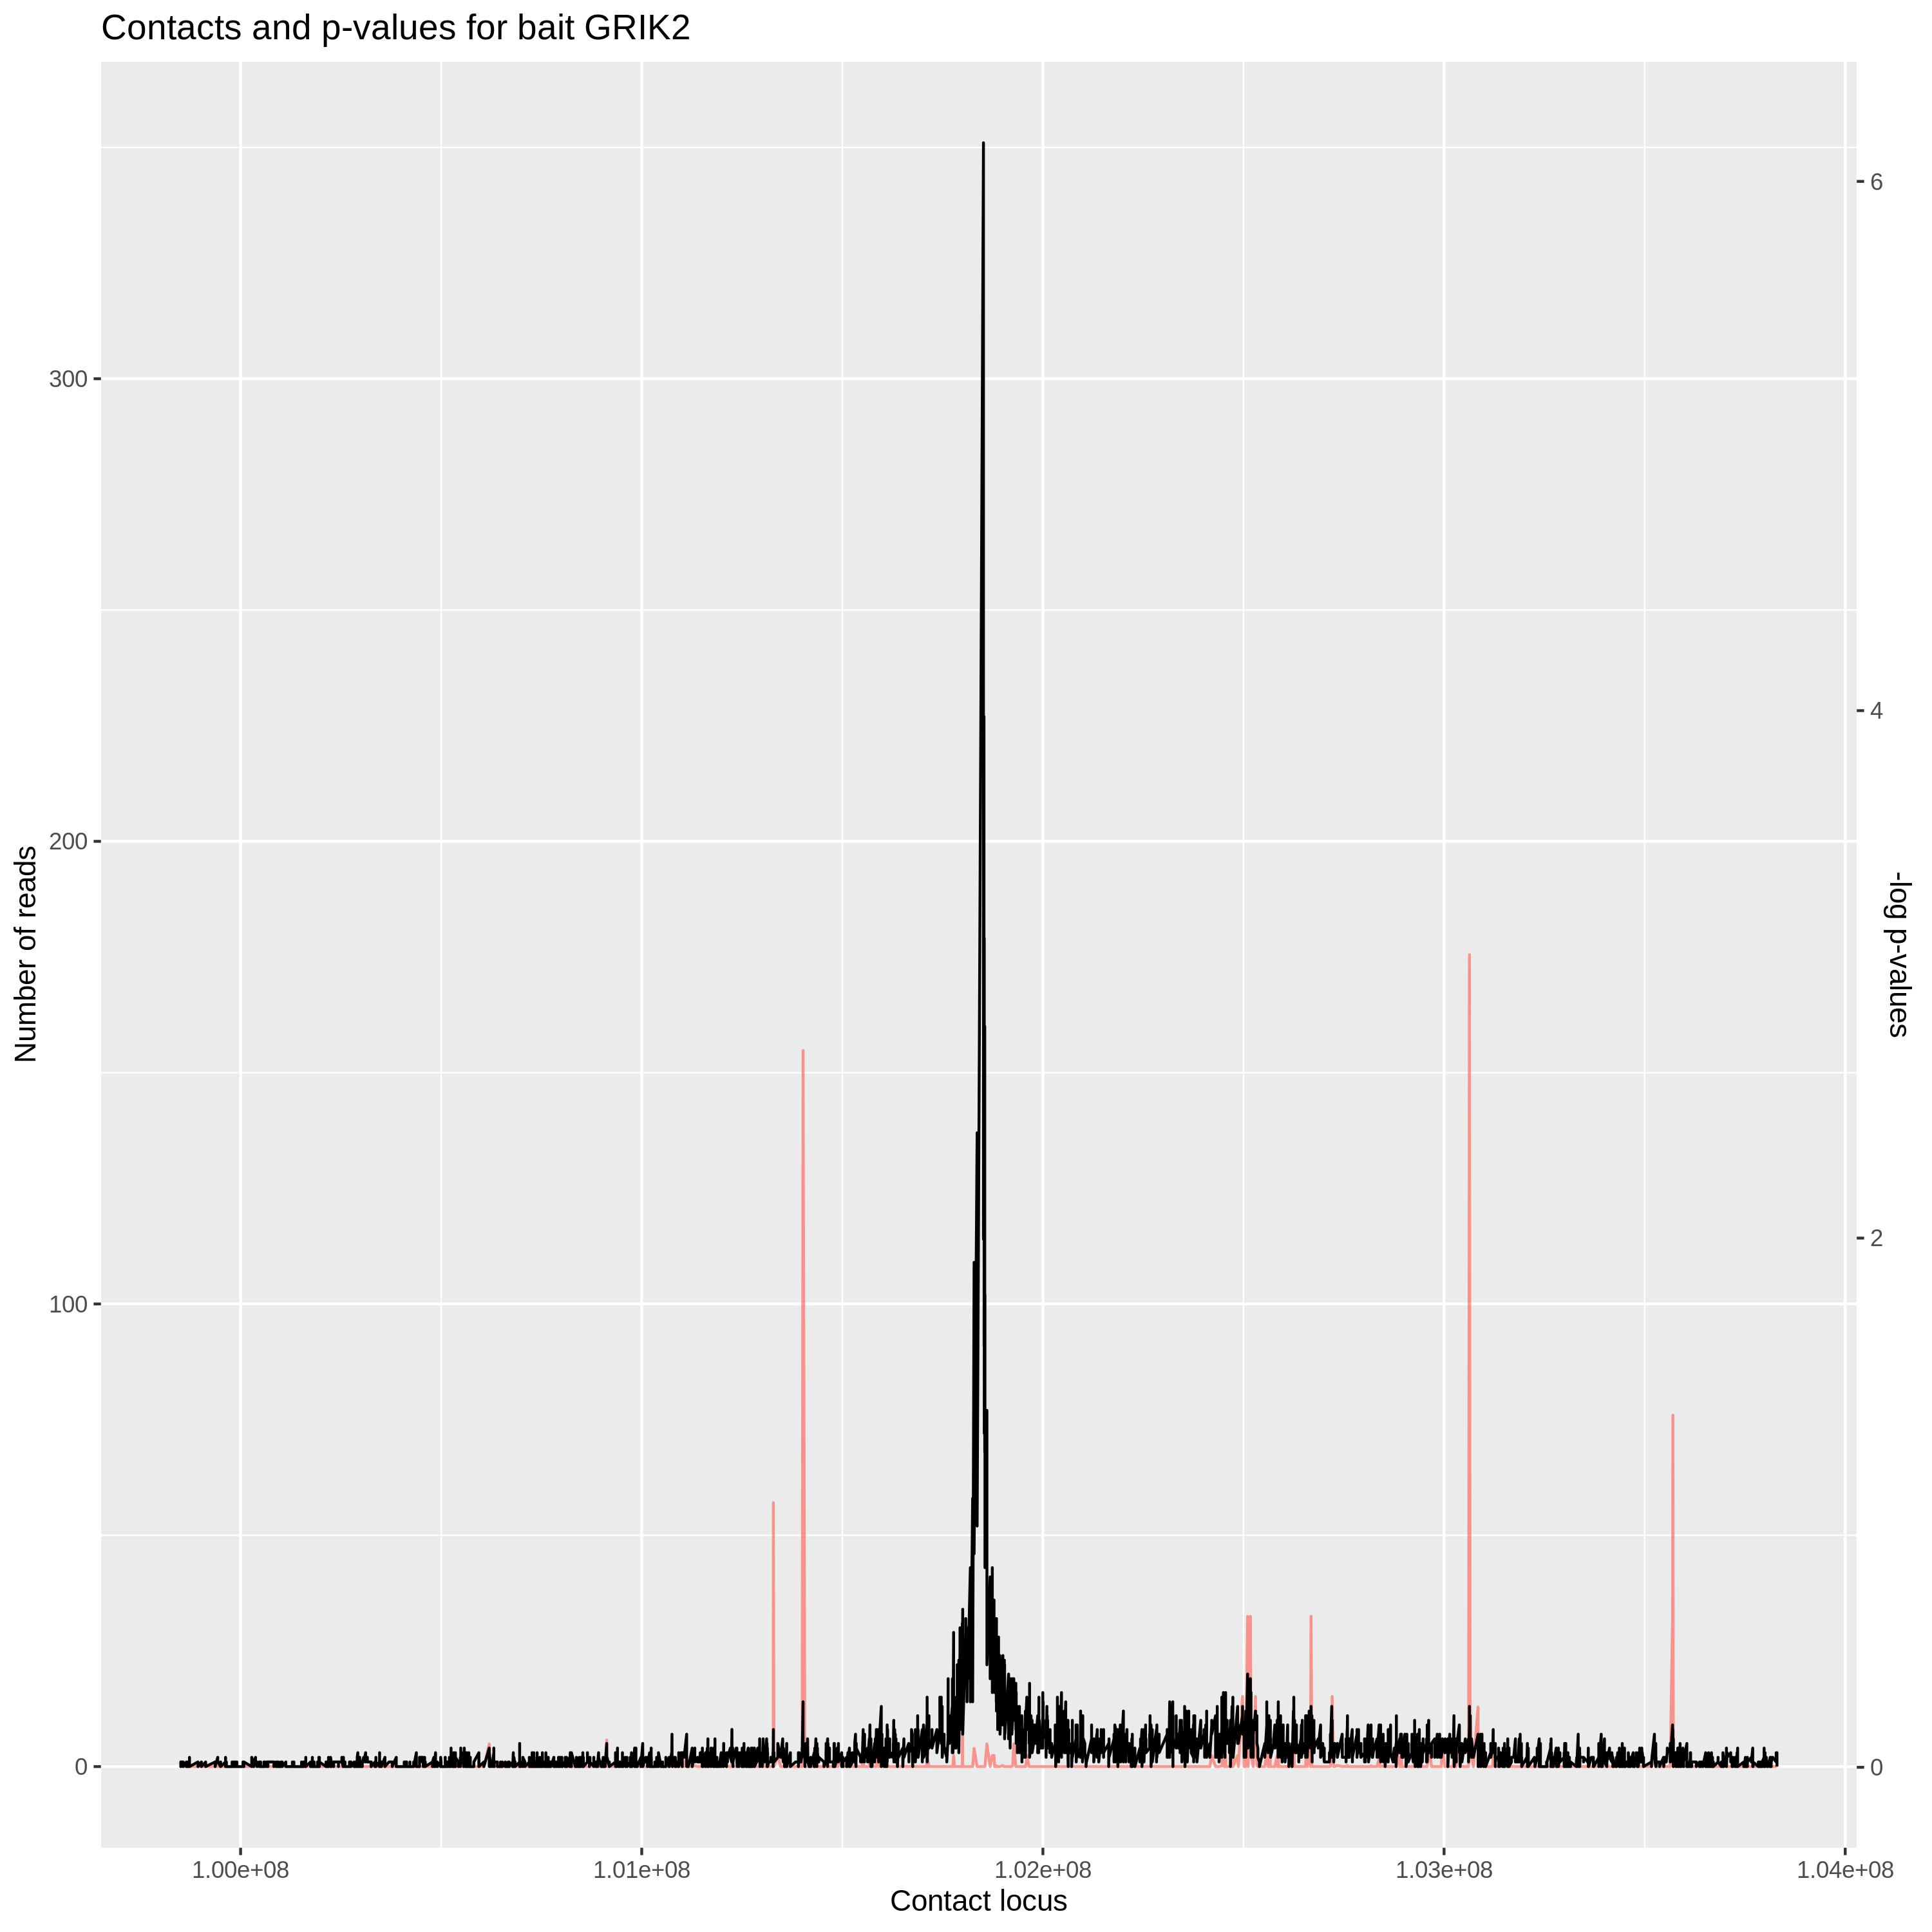 Contacts and p-values for bait GRIK2
Number of reads
300
200
100
0
-log p-values
6
4
2
0
1.00e+08
1.01e+08
1.02e+08
1.03e+08
1.04e+08
Contact locus